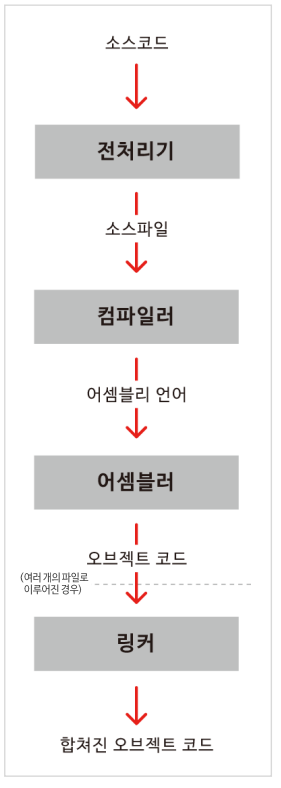 소스코드
전처리기
소스파일
컴파일러
어셈블리 언어
어셈블러
오브젝트 코드
(여러 개의 파일로
이루어진 경우)
링커
합쳐진 오브젝트 코드